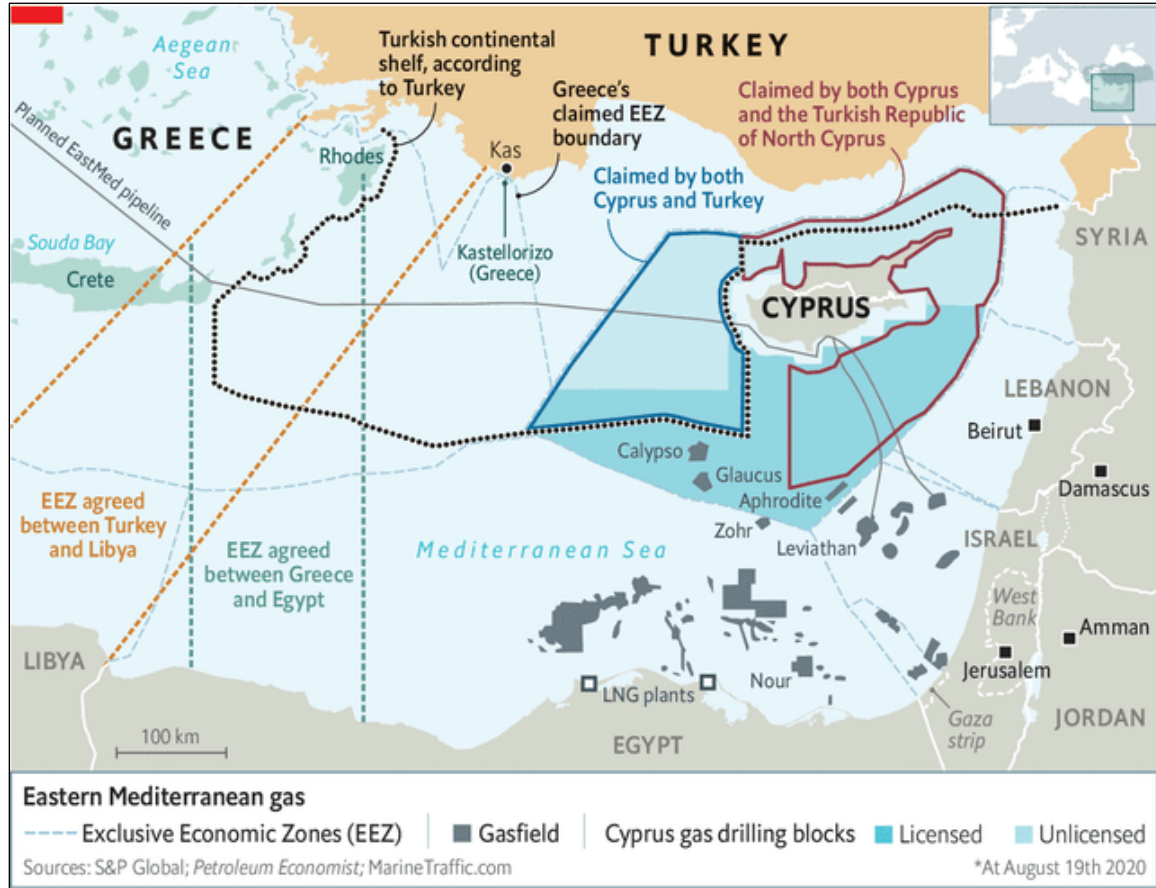 Aegean
Sea
Turkish continental
shelf, according
to Turkey
TURKEY
Greece's
claimed EEZ
boundary
Claimed by both Cyprus
and the Turkish Republic
of North Cyprus
GREECE
Planned EastMed pipeline
Rhodes
Kas
Claimed by both
Cyprus and Turkey
Kastellorizo
(Greece)
Souda Bay
Crete
SYRIA
CYPRUS
LEBANON
Beirut
Damascus
Calypso
Glaucus
Aphrodite
Zohr
Leviathan
EEZ agreed
between Turkey
and Libya
EEZ agreed
between Greece
and Egypt
Mediterranean Sea
ISRAEL
West
Bank
Amman
Jerusalem
LIBYA
LNG plants
Nour
Gaza
strip
JORDAN
EGYPT
100 km
Eastern Mediterranean gas
Exclusive Economic Zones (EEZ)
Gasfield
Cyprus gas drilling blocks
Licensed
Unlicensed
Sources: S&P Global; Petroleum Economist; MarineTraffic.com
*At August 19th 2020